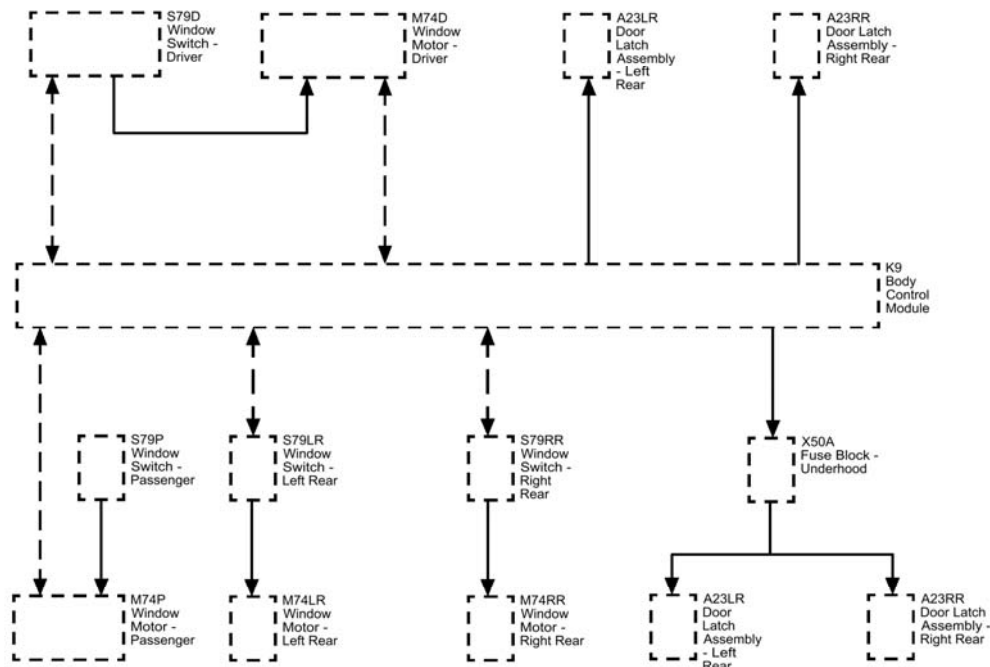 S79D
Window
Switch -
Driver
M74D
Window
Motor -
Driver
A23LR
Door
Latch
Assembly
- Left
Rear
A23RR
Door Latch
Assembly -
Right Rear
K9
Body
Control
Module
S79P
Window
Switch -
Passenger
S79LR
Window
Switch -
Left Rear
S79RR
Window
Switch -
Right
Rear
X50A
Fuse Block -
Underhood
M74P
Window
Motor -
Passenger
M74LR
Window
Motor -
Left Rear
M74RR
Window
Motor -
Right Rear
A23LR
Door
Latch
Assembly
- Left
Rear
A23RR
Door Latch
Assembly -
Right Rear